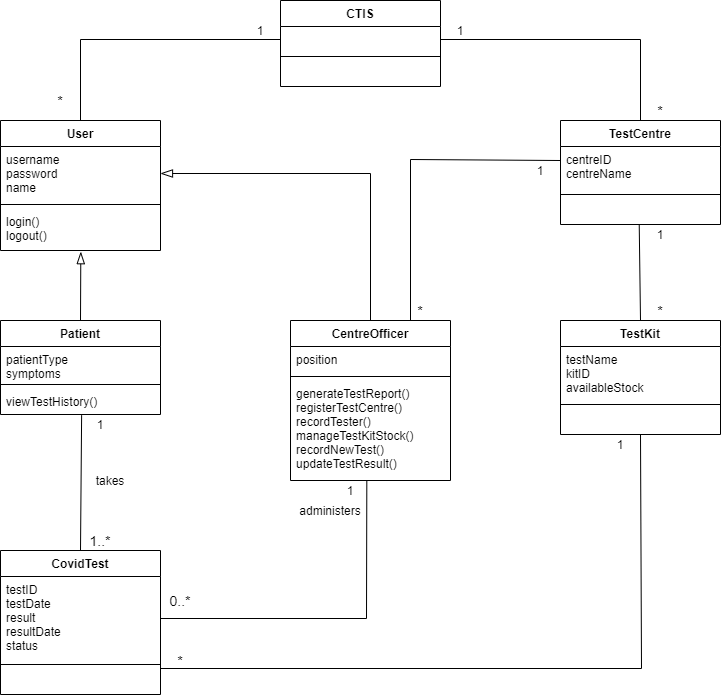 CTIS
1
1
*
*
User
username
password
name
login()
logout()
TestCentre
centreID
centreName
1
1
*
*
Patient
patientType
symptoms
viewTestHistory()
CentreOfficer
position
generateTestReport()
registerTestCentre()
recordTester()
manageTestKitStock()
recordNewTest()
updateTestResult()
TestKit
testName
kitID
availableStock
1
1
1
takes
administers
1..*
CovidTest
testID
testDate
result
resultDate
status
0..*
*